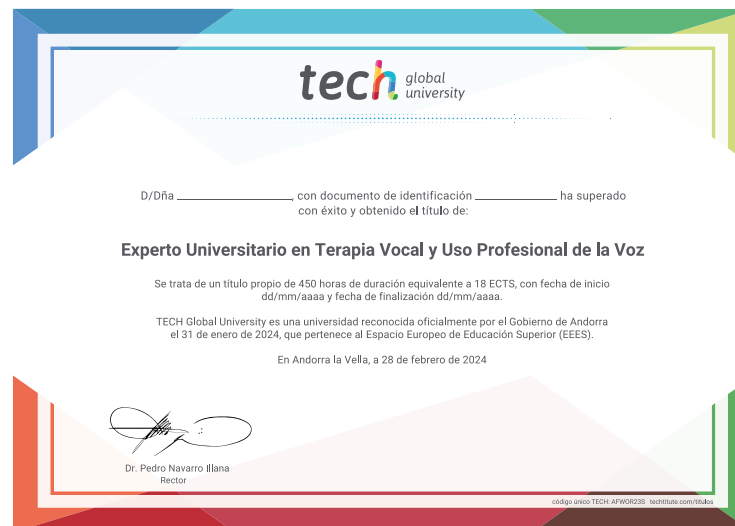 tech global university
D/Dña ______________________, con documento de identificación ______________ ha superado
con éxito y obtenido el título de:
Experto Universitario en Terapia Vocal y Uso Profesional de la Voz
Se trata de un título propio de 450 horas de duración equivalente a 18 ECTS, con fecha de inicio
dd/mm/aaaa y fecha de finalización dd/mm/aaaa.
TECH Global University es una universidad reconocida oficialmente por el Gobierno de Andorra
el 31 de enero de 2024, que pertenece al Espacio Europeo de Educación Superior (EEES).
En Andorra la Vella, a 28 de febrero de 2024
Dr. Pedro Navarro Illana
Rector
código único TECH: AFWOR23S techtitute.com/titulos